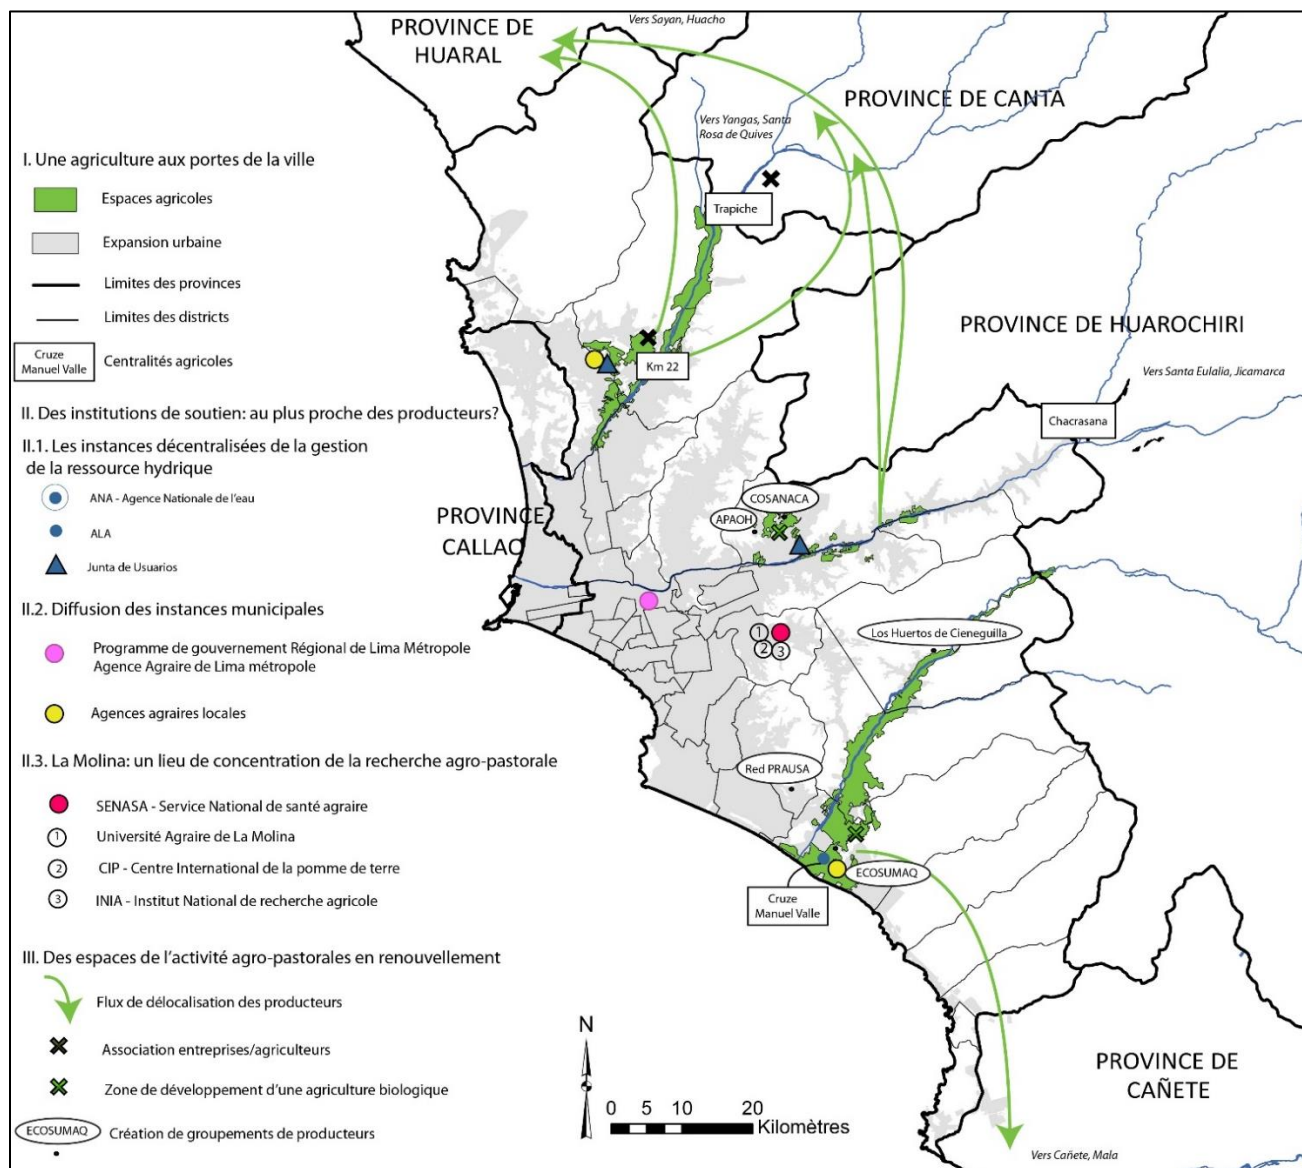 I. Une agriculture aux portes de la ville
Espaces agricoles
Expansion urbaine
Limites des provinces
Limites des districts
Cruze
Manuel Valle
Centralités agricoles
II. Des institutions de soutien: au plus proche des producteurs?
II.1. Les instances décentralisées de la gestion
de la ressource hydrique
ANA - Agence Nationale de l'eau
ALA
Junta de Usuarios
II.2. Diffusion des instances municipales
Programme de gouvernement Régional de Lima Métropole
Agence Agraire de Lima métropole
Agences agraires locales
II.3. La Molina: un lieu de concentration de la recherche agro-pastorale
SENASA - Service National de santé agraire
1
Université Agraire de La Molina
2
CIP - Centre International de la pomme de terre
3
INIA - Institut National de recherche agricole
III. Des espaces de l'activité agro-pastorales en renouvellement
Flux de délocalisation des producteurs
Association entreprises/agriculteurs
Zone de développement d'une agriculture biologique
ECOSUMAQ
Création de groupements de producteurs
PROVINCE DE
HUARAL
Vers Sayan, Huacho
PROVINCE DE CANTA
Vers Yangas, Santa
Rosa de Quives
Trapiche
Km 22
PROVINCE DE HUAROCHIRI
Vers Santa Eulalia, Jicamarca
Chacrasana
COSANACA
APAOH
PROVINCE
CALLAO
1
2
3
Los Huertos de Cieneguilla
Red PRAUSA
ECOSUMAQ
Cruze
Manuel Valle
PROVINCE DE
CAÑETE
Vers Cañete, Mala
N
0 5 10 20
Kilomètres